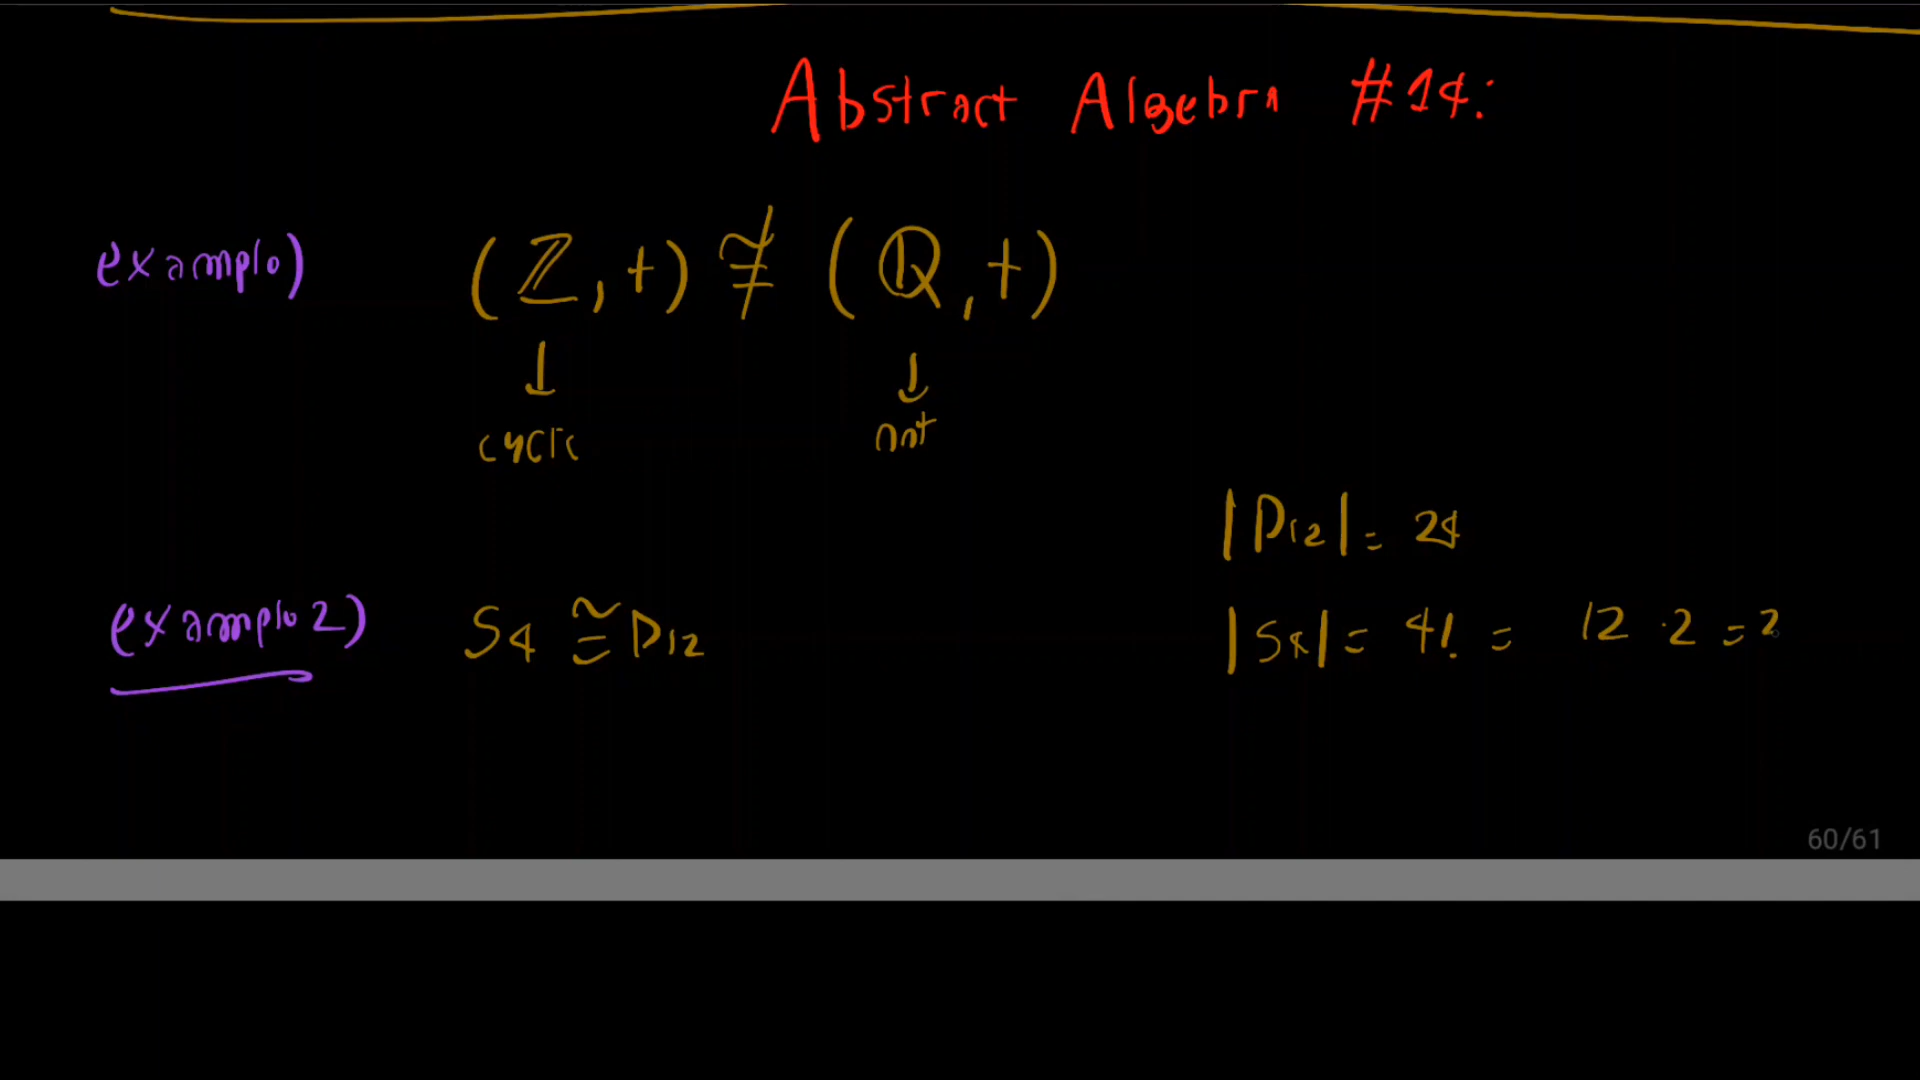 Abstract Algebra #14:
example) (ℤ, +) ≇ (ℚ, +)
↓ ↓
cyclic not
|D12| = 24
example 2) S4 ≅ D12 |S4| = 4! = 12 · 2 = 2
60/61